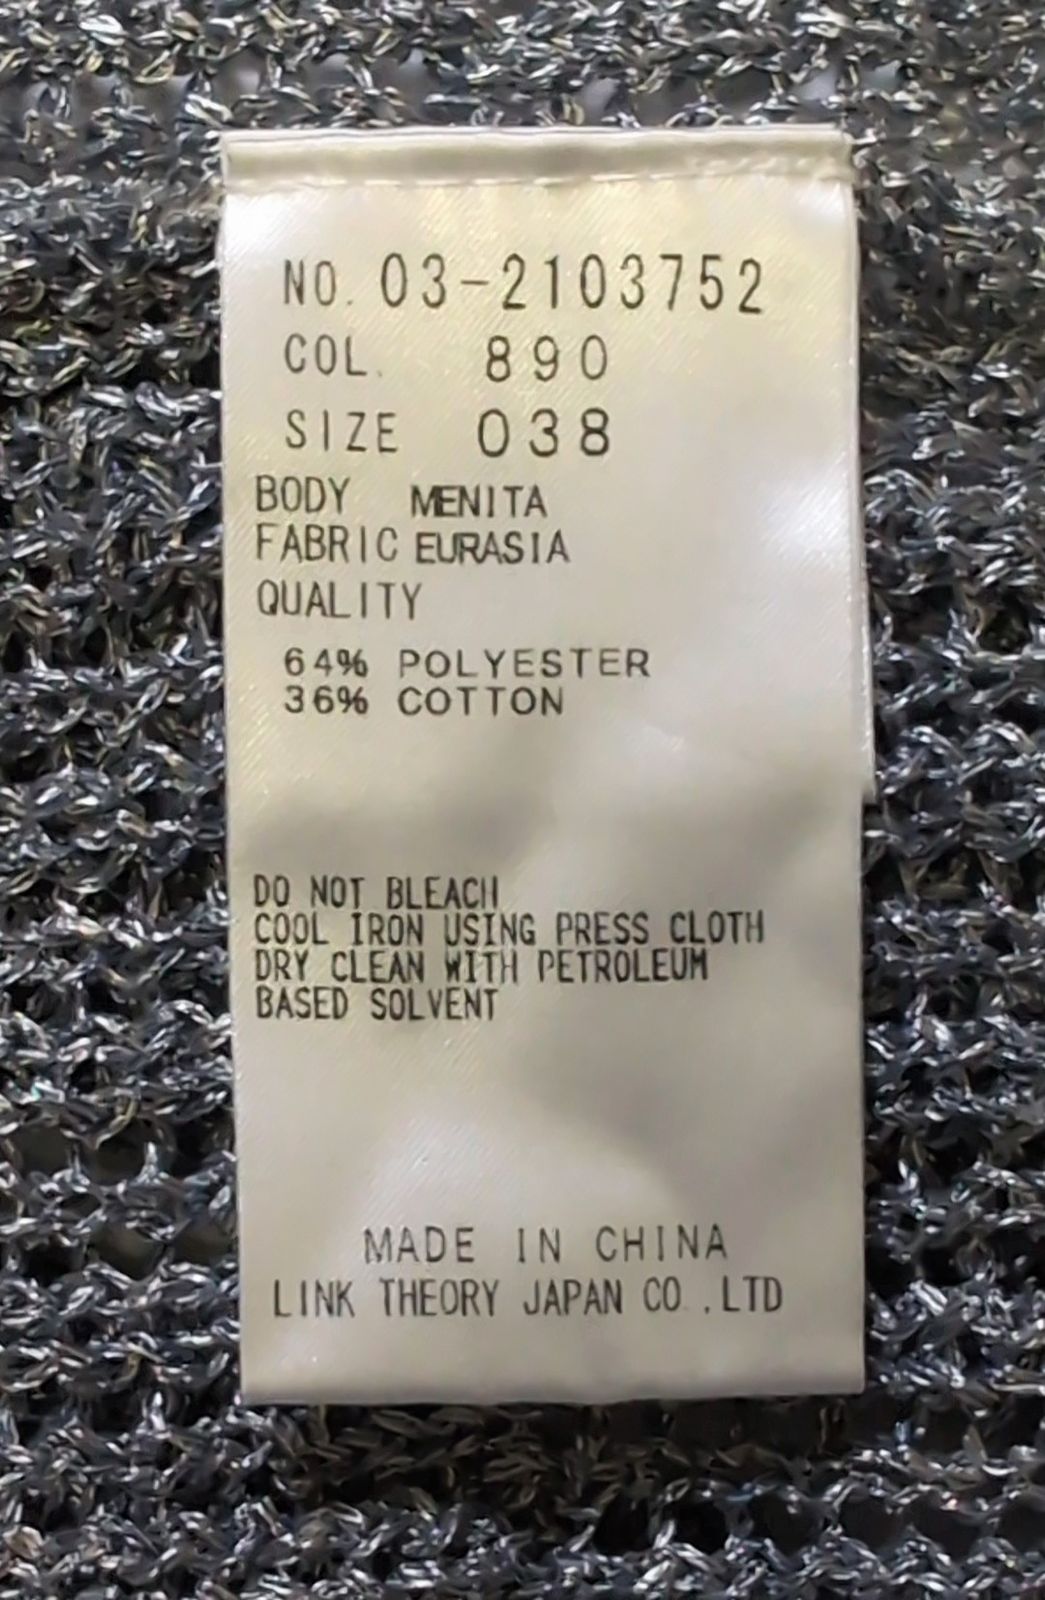 NO. 03-2103752
COL. 890
SIZE 038
BODY MENITA
FABRIC EURASIA
QUALITY
64% POLYESTER
36% COTTON
DO NOT BLEACH
COOL IRON USING PRESS CLOTH
DRY CLEAN WITH PETROLEUM
BASED SOLVENT
MADE IN CHINA
LINK THEORY JAPAN CO.,LTD